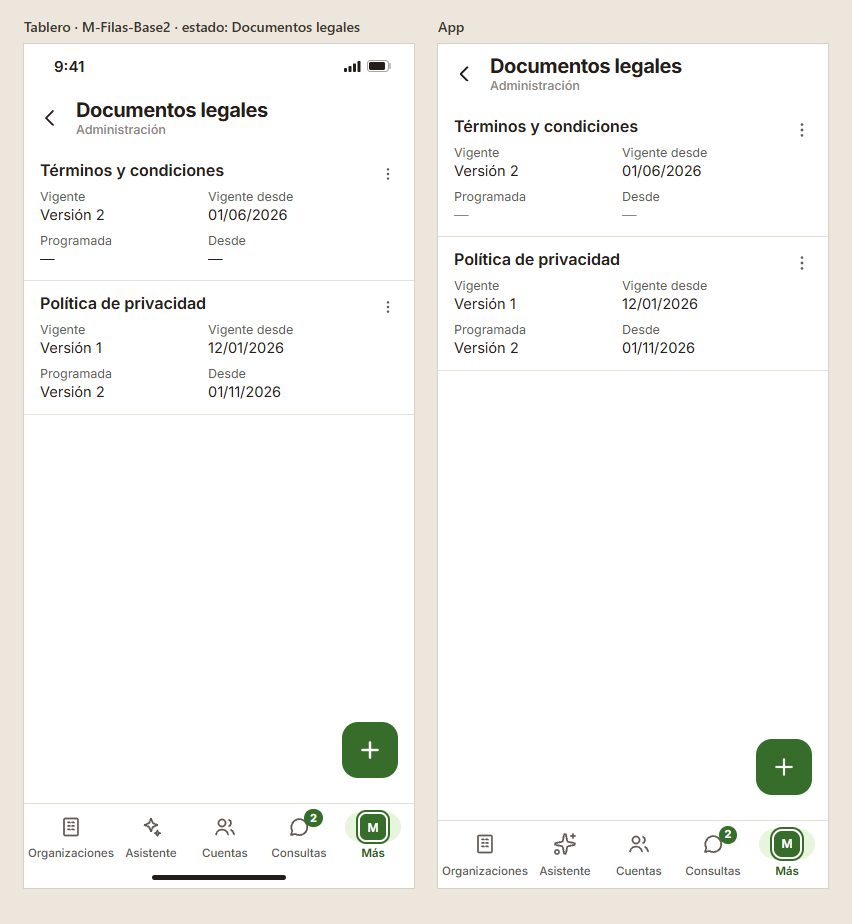 Tablero · M-Filas-Base2 · estado: Documentos legales
9:41
Documentos legales
Administración
Términos y condiciones
Vigente
Vigente desde
Versión 2
01/06/2026
Programada
Desde
—
—
Política de privacidad
Vigente
Vigente desde
Versión 1
12/01/2026
Programada
Desde
Versión 2
01/11/2026
2
M
Organizaciones
Asistente
Cuentas
Consultas
Más
App
Documentos legales
Administración
Términos y condiciones
Vigente
Vigente desde
Versión 2
01/06/2026
Programada
Desde
—
—
Política de privacidad
Vigente
Vigente desde
Versión 1
12/01/2026
Programada
Desde
Versión 2
01/11/2026
2
M
Organizaciones
Asistente
Cuentas
Consultas
Más